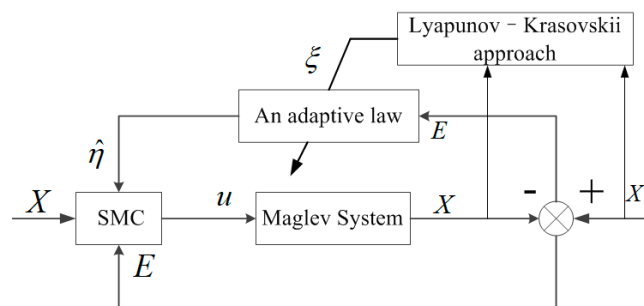 Lyapunov – Krasovskii
approach
ξ
An adaptive law
E
η̂
X
SMC
u
Maglev System
X
-
+
X
E